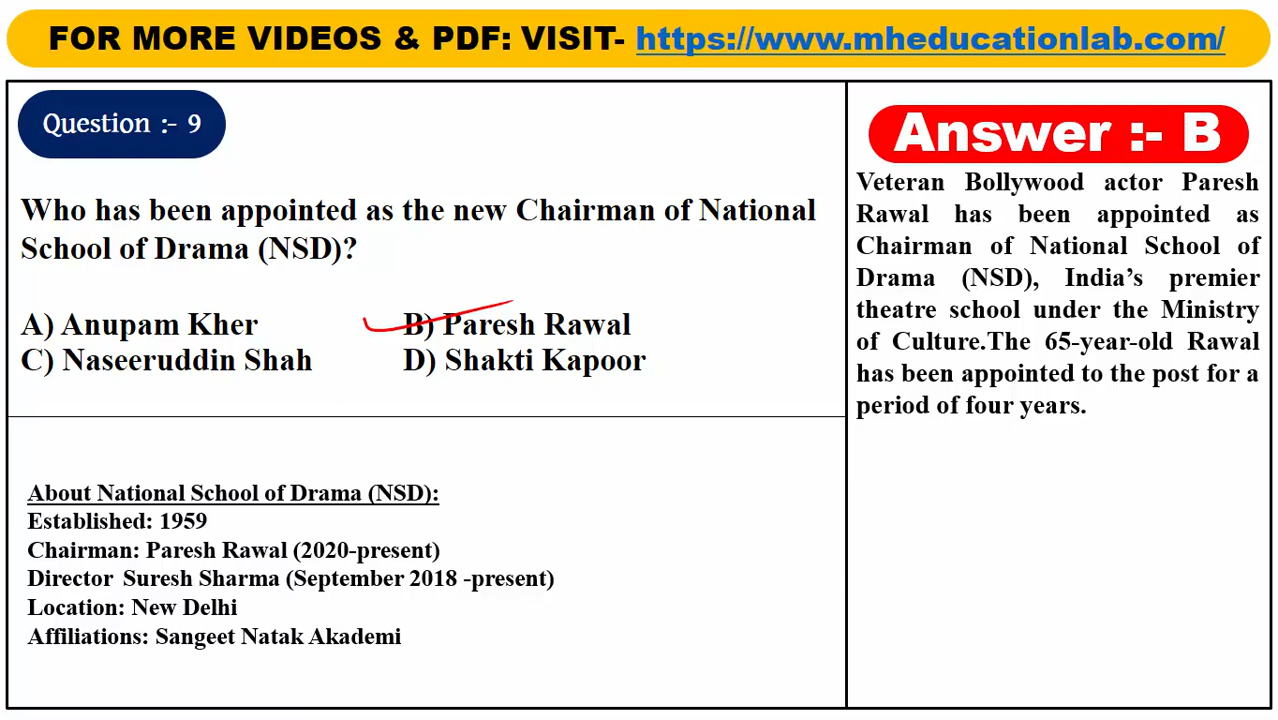 FOR MORE VIDEOS & PDF: VISIT- https://www.mheducationlab.com/
Question :- 9
Who has been appointed as the new Chairman of National
School of Drama (NSD)?
A) Anupam Kher B) Paresh Rawal
C) Naseeruddin Shah D) Shakti Kapoor
About National School of Drama (NSD):
Established: 1959
Chairman: Paresh Rawal (2020-present)
Director Suresh Sharma (September 2018 -present)
Location: New Delhi
Affiliations: Sangeet Natak Akademi
Answer :- B
Veteran Bollywood actor Paresh
Rawal has been appointed as
Chairman of National School of
Drama (NSD), India’s premier
theatre school under the Ministry
of Culture.The 65-year-old Rawal
has been appointed to the post for a
period of four years.